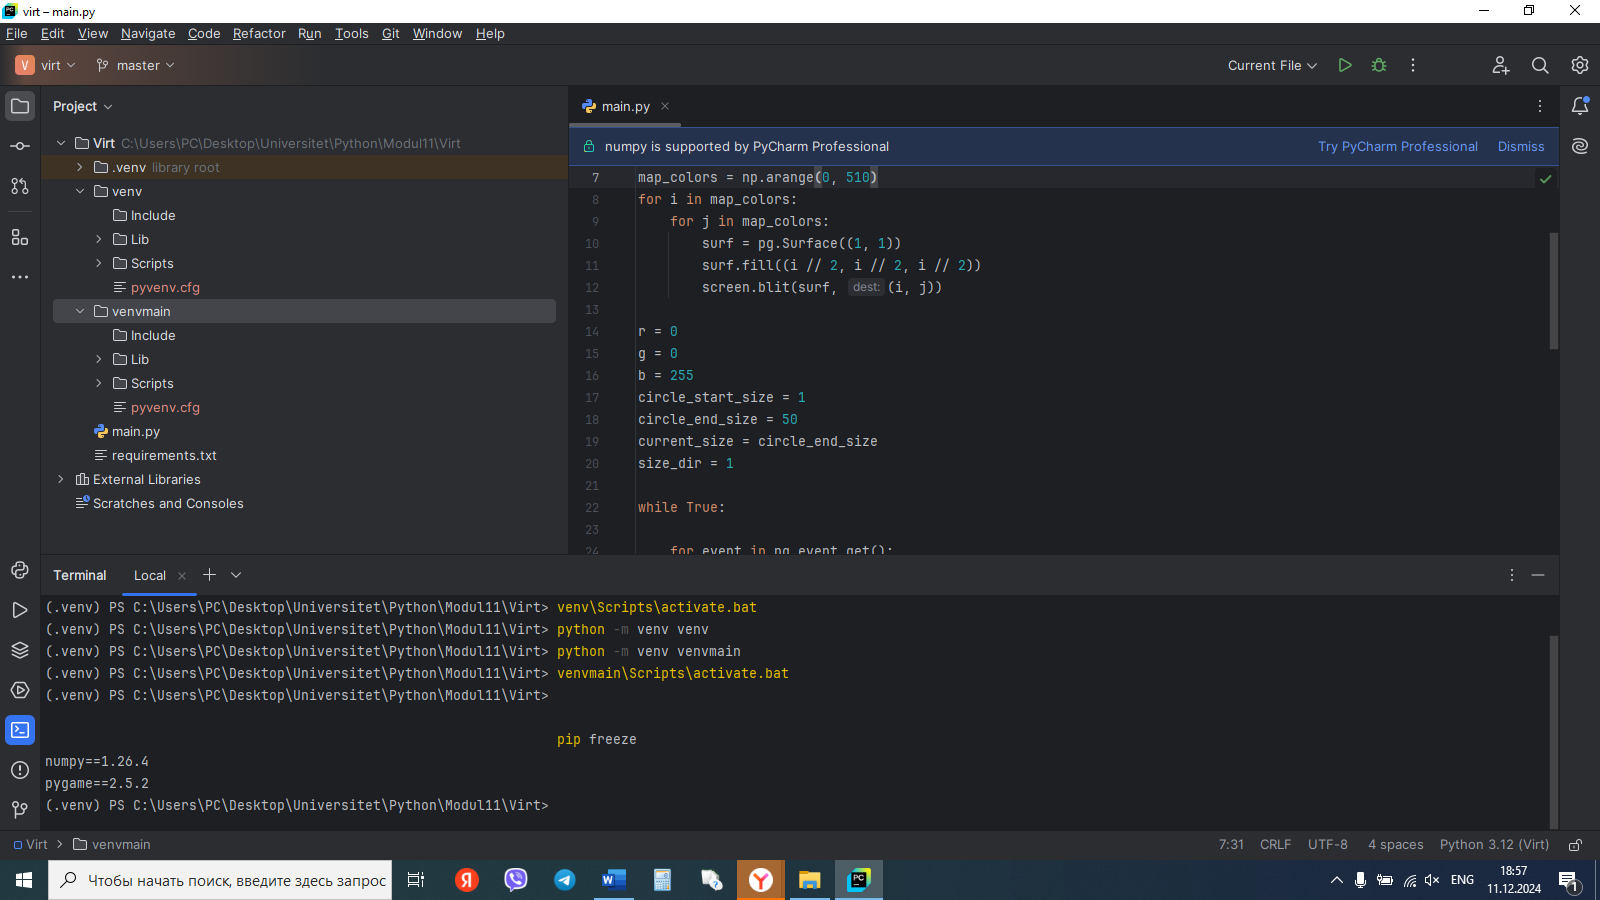 virt – main.py
File Edit View Navigate Code Refactor Run Tools Git Window Help
V virt master Current File
Project
main.py
Virt C:\Users\PC\Desktop\Universitet\Python\Modul11\Virt
.venv library root
venv
Include
Lib
Scripts
pyvenv.cfg
venvmain
Include
Lib
Scripts
pyvenv.cfg
main.py
requirements.txt
External Libraries
Scratches and Consoles
numpy is supported by PyCharm Professional Try PyCharm Professional Dismiss
7 map_colors = np.arange(0, 510)
8 for i in map_colors:
9 for j in map_colors:
10 surf = pg.Surface((1, 1))
11 surf.fill((i // 2, i // 2, i // 2))
12 screen.blit(surf, dest: (i, j))
13
14 r = 0
15 g = 0
16 b = 255
17 circle_start_size = 1
18 circle_end_size = 50
19 current_size = circle_end_size
20 size_dir = 1
21
22 while True:
23
24 for event in pg.event.get():
Terminal Local
(.venv) PS C:\Users\PC\Desktop\Universitet\Python\Modul11\Virt> venv\Scripts\activate.bat
(.venv) PS C:\Users\PC\Desktop\Universitet\Python\Modul11\Virt> python -m venv venv
(.venv) PS C:\Users\PC\Desktop\Universitet\Python\Modul11\Virt> python -m venv venvmain
(.venv) PS C:\Users\PC\Desktop\Universitet\Python\Modul11\Virt> venvmain\Scripts\activate.bat
(.venv) PS C:\Users\PC\Desktop\Universitet\Python\Modul11\Virt>
pip freeze
numpy==1.26.4
pygame==2.5.2
(.venv) PS C:\Users\PC\Desktop\Universitet\Python\Modul11\Virt>
Virt > venvmain 7:31 CRLF UTF-8 4 spaces Python 3.12 (Virt)
Чтобы начать поиск, введите здесь запрос
ENG
18:57
11.12.2024
1